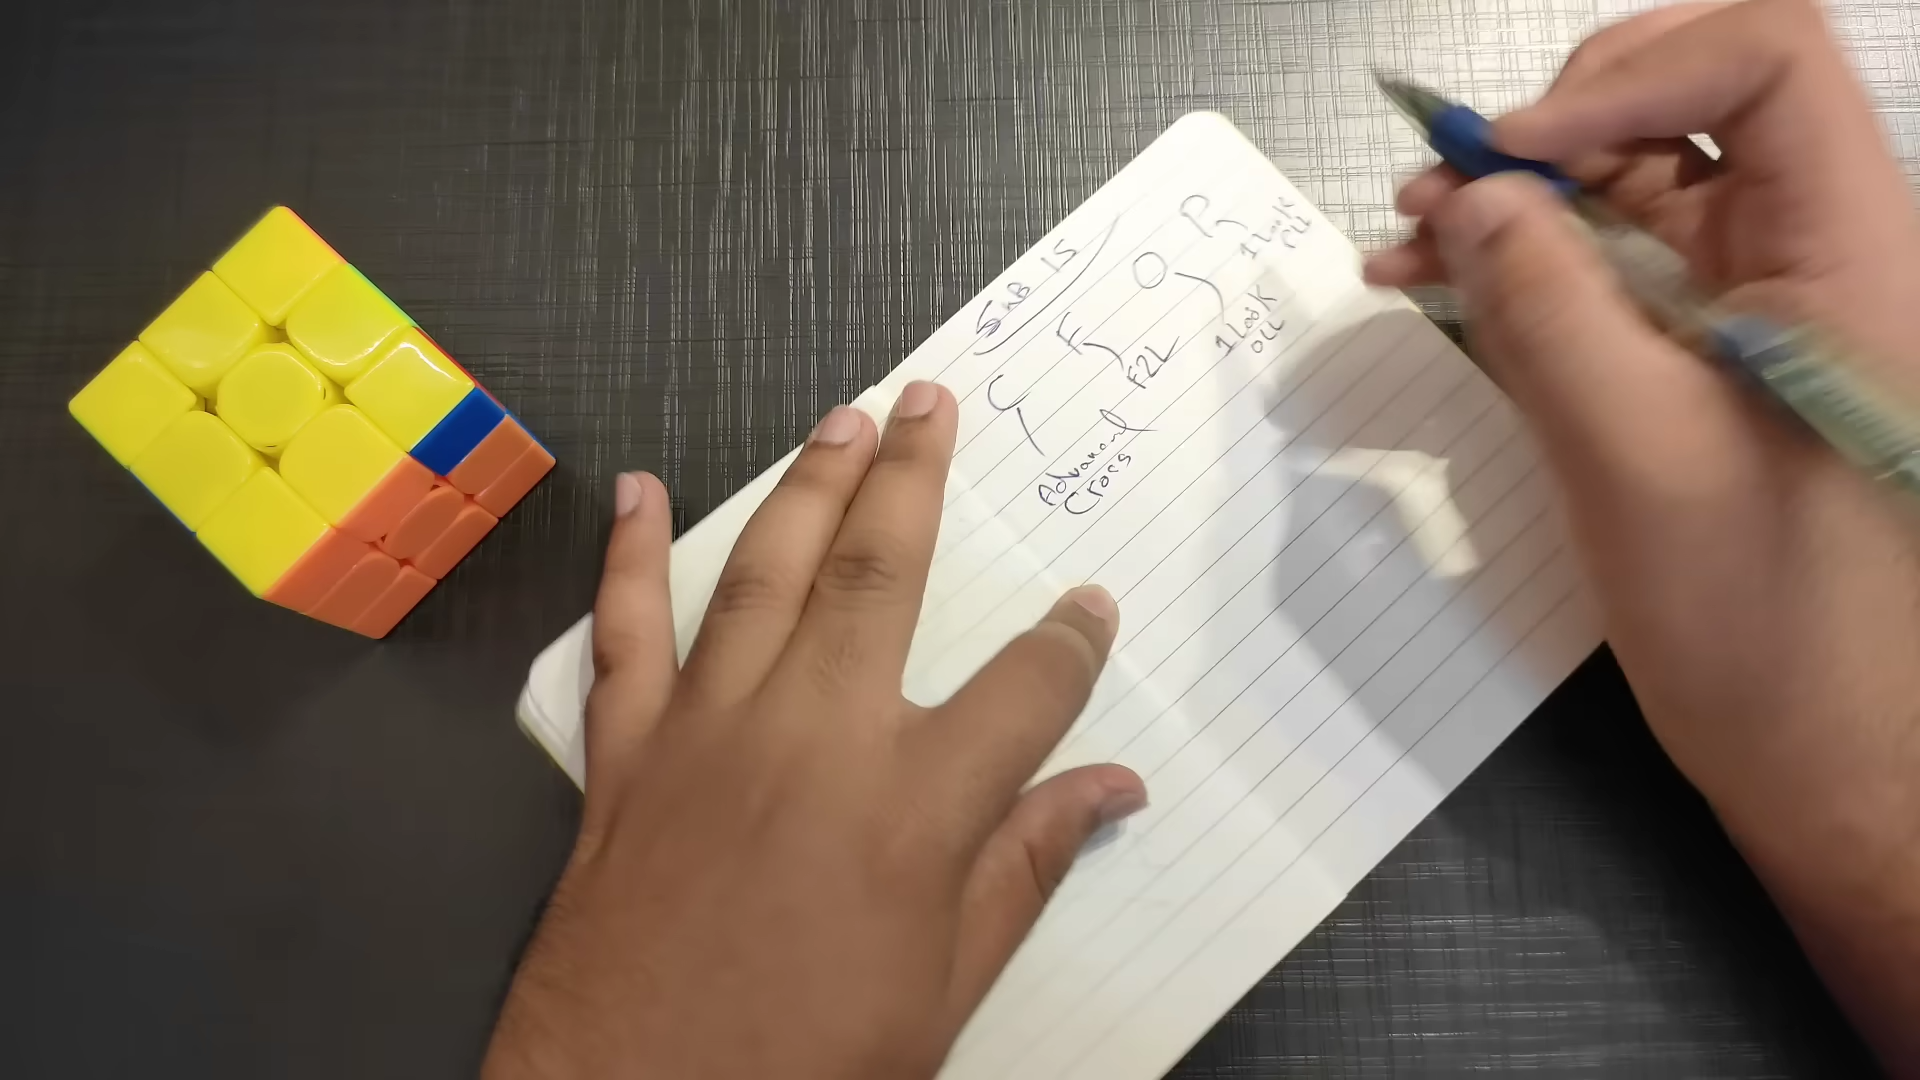 SuB 15
C F O P
Advanced
Cross
F2L
1 Look
OLL
1 Look
PLL